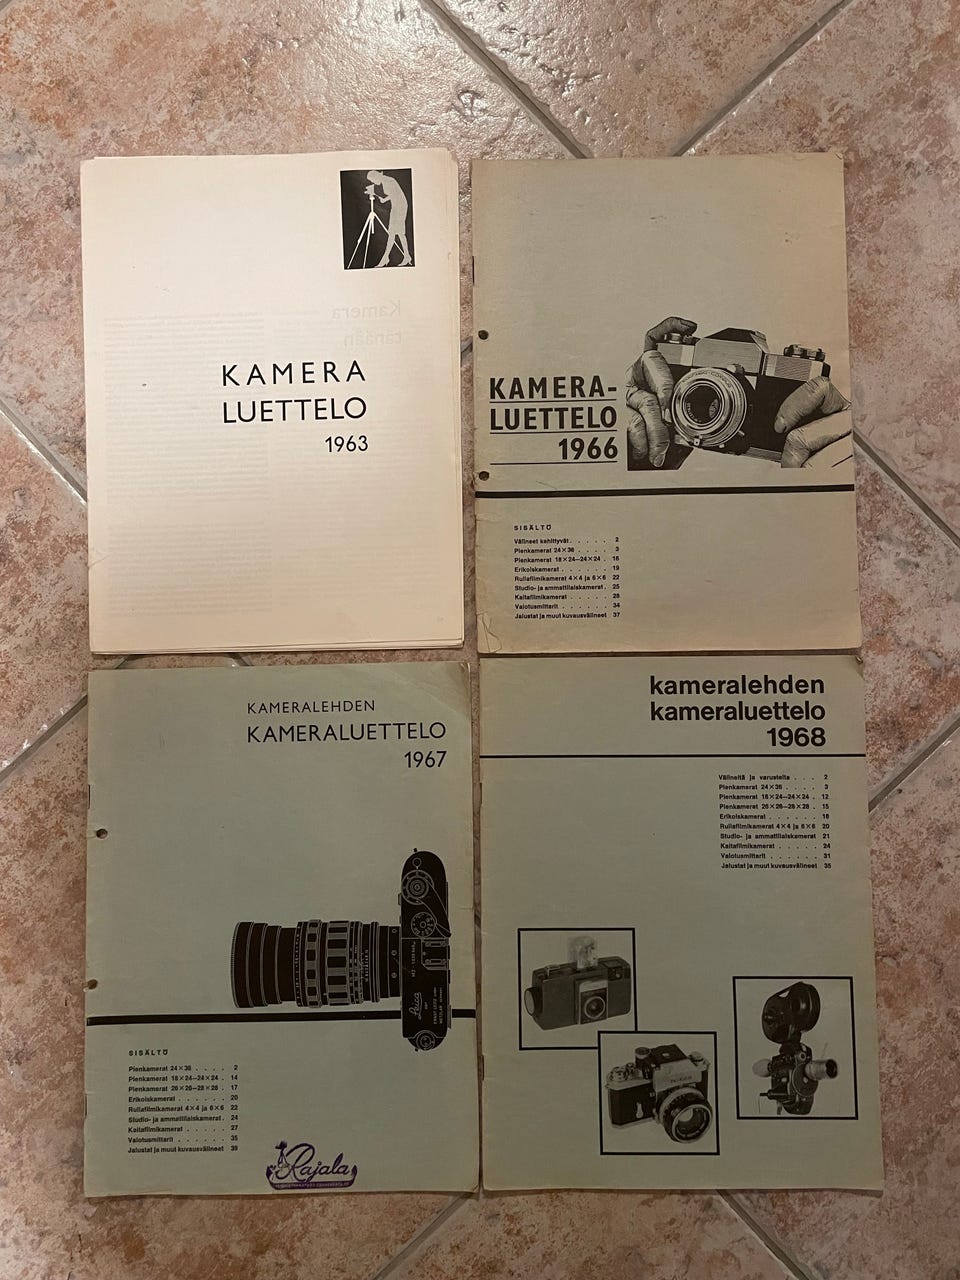 KAMERA
LUETTELO
1963
Kamera
tänään
KAMERA-
LUETTELO
1966
SISÄLTÖ
Välineet kehittyvät . . . . . 2
Pienkamerat 24×36 . . . . 3
Pienkamerat 18×24—24×24 . 16
Erikoiskamerat . . . . . . . 19
Rullafilmikamerat 4×4 ja 6×6 22
Studio- ja ammattilaiskamerat . 25
Kaitafilmikamerat . . . . . . 28
Valotusmittarit . . . . . . . 34
Jalustat ja muut kuvausvälineet 37
KAMERALEHDEN
KAMERALUETTELO
1967
Leica
SISÄLTÖ
Pienkamerat 24×36 . . . . 2
Pienkamerat 18×24—24×24 . 14
Pienkamerat 26×26—28×28 . 17
Erikoiskamerat . . . . . . 20
Rullafilmikamerat 4×4 ja 6×6 22
Studio- ja ammattilaiskamerat . 24
Kaitafilmikamerat . . . . . 27
Valotusmittarit . . . . . . 35
Jalustat ja muut kuvausvälineet 39
Rajala
kameralehden
kameraluettelo
1968
Välineitä ja varusteita . . . 2
Pienkamerat 24×36 . . . . 3
Pienkamerat 18×24—24×24 . 12
Pienkamerat 26×26—28×28 . 15
Erikoiskamerat . . . . . . 18
Rullafilmikamerat 4×4 ja 6×6 20
Studio- ja ammattilaiskamerat 21
Kaitafilmikamerat . . . . . 24
Valotusmittarit . . . . . . 31
Jalustat ja muut kuvausvälineet 35